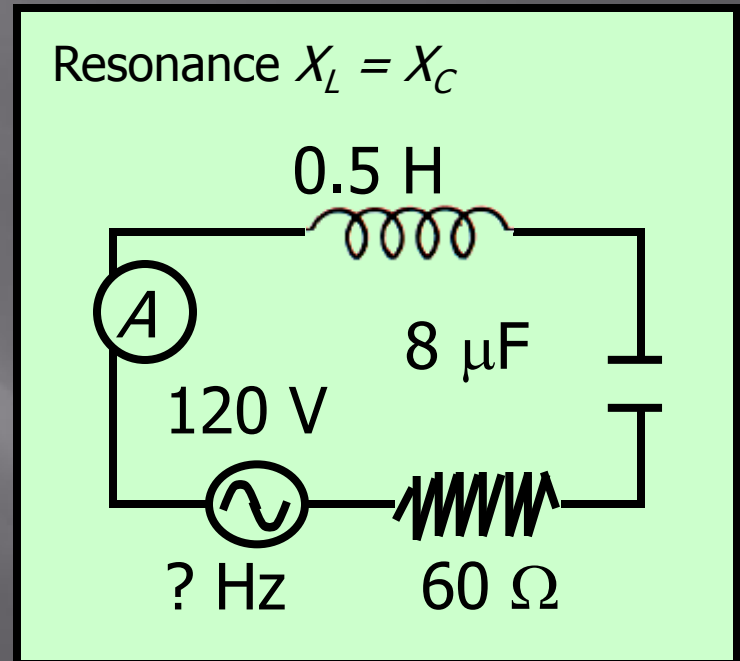 Resonance X_L = X_C
0.5 H
A
8 μF
120 V
? Hz
60 Ω